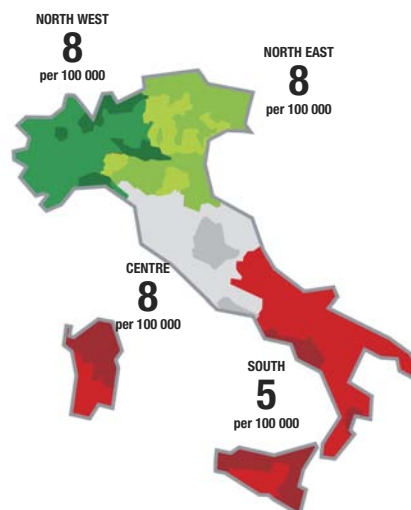 NORTH WEST
8
per 100 000
NORTH EAST
8
per 100 000
CENTRE
8
per 100 000
SOUTH
5
per 100 000